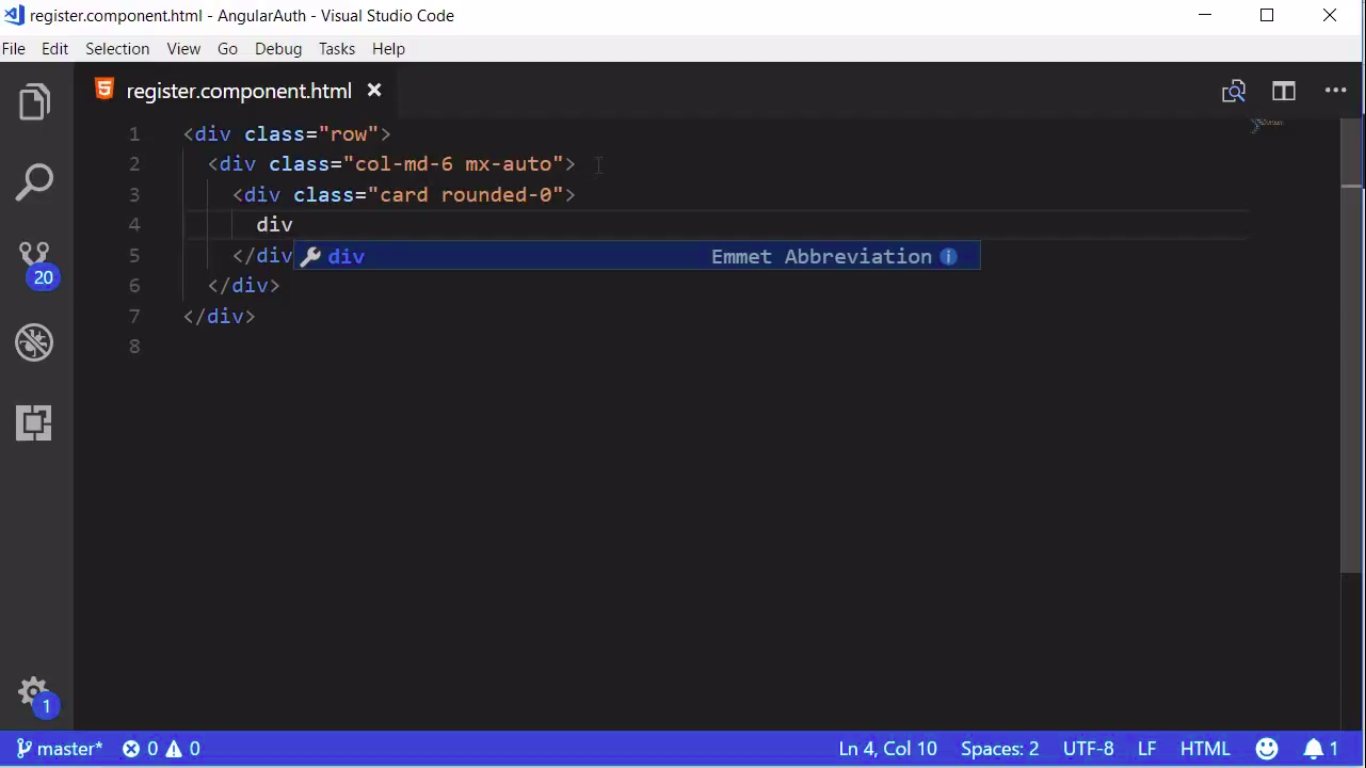 register.component.html - AngularAuth - Visual Studio Code
File Edit Selection View Go Debug Tasks Help
register.component.html
1 <div class="row">
2 <div class="col-md-6 mx-auto">
3 <div class="card rounded-0">
4 div
5 </div
div Emmet Abbreviation
6 </div>
7 </div>
8
20
1
master* 0 0 Ln 4, Col 10 Spaces: 2 UTF-8 LF HTML 1